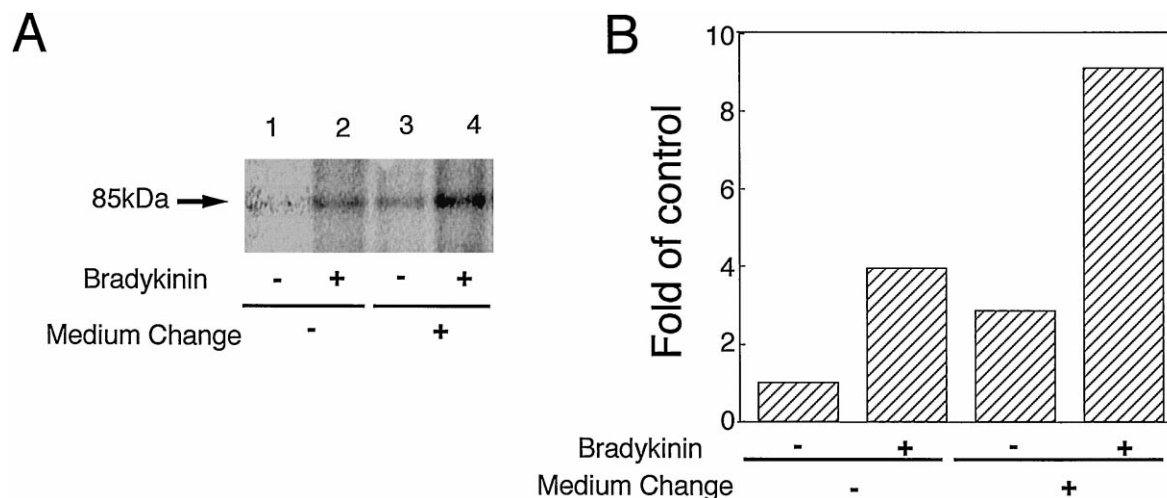 A
1 2 3 4
85kDa
Bradykinin - + - +
Medium Change - +
B
Fold of control
10
8
6
4
2
0
Bradykinin - + - +
Medium Change - +